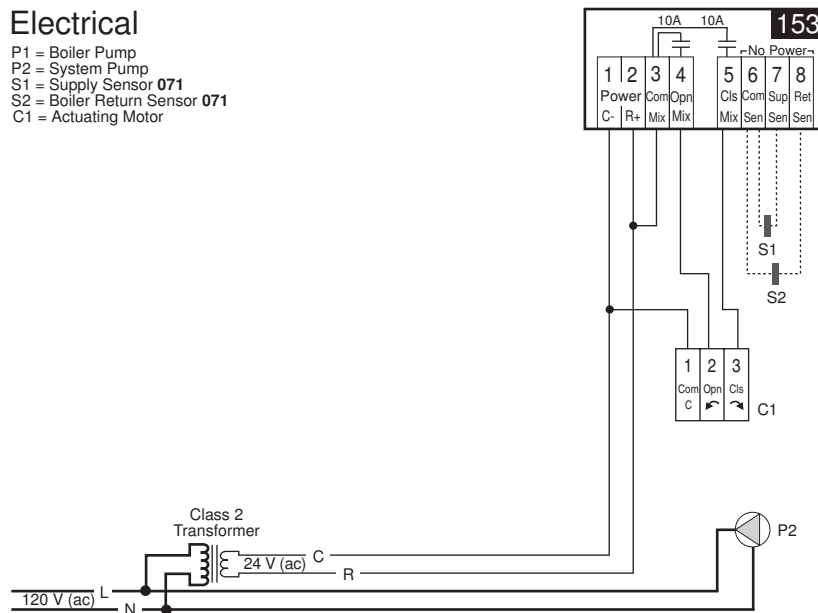 Electrical
P1 = Boiler Pump
P2 = System Pump
S1 = Supply Sensor 071
S2 = Boiler Return Sensor 071
C1 = Actuating Motor
10A 10A 153
No Power
1 2 3 4 5 6 7 8
Power Com Opn Cls Com Sup Ret
C- R+ Mix Mix Mix Sen Sen Sen
S1
S2
1 2 3
Com Opn Cls
C
C1
Class 2
Transformer
P2
C
24 V (ac)
R
L
120 V (ac)
N